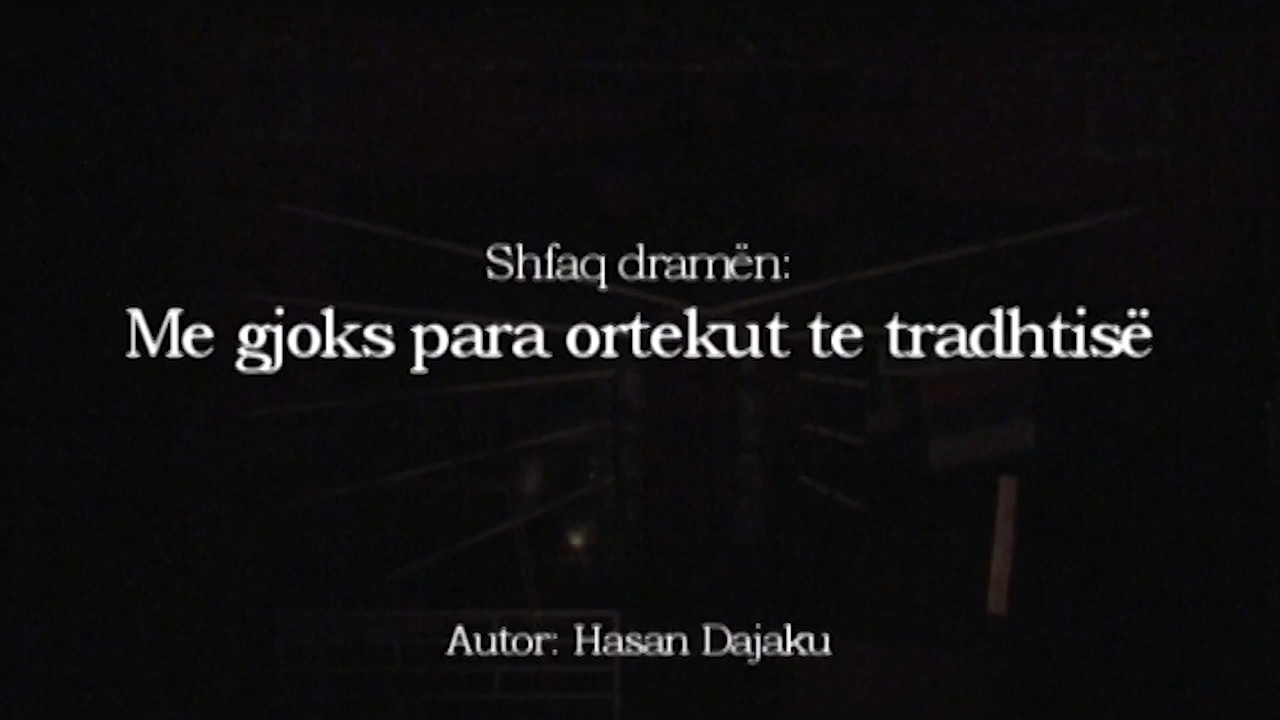 Shfaq dramën:
Me gjoks para ortekut te tradhtisë
Autor: Hasan Dajaku